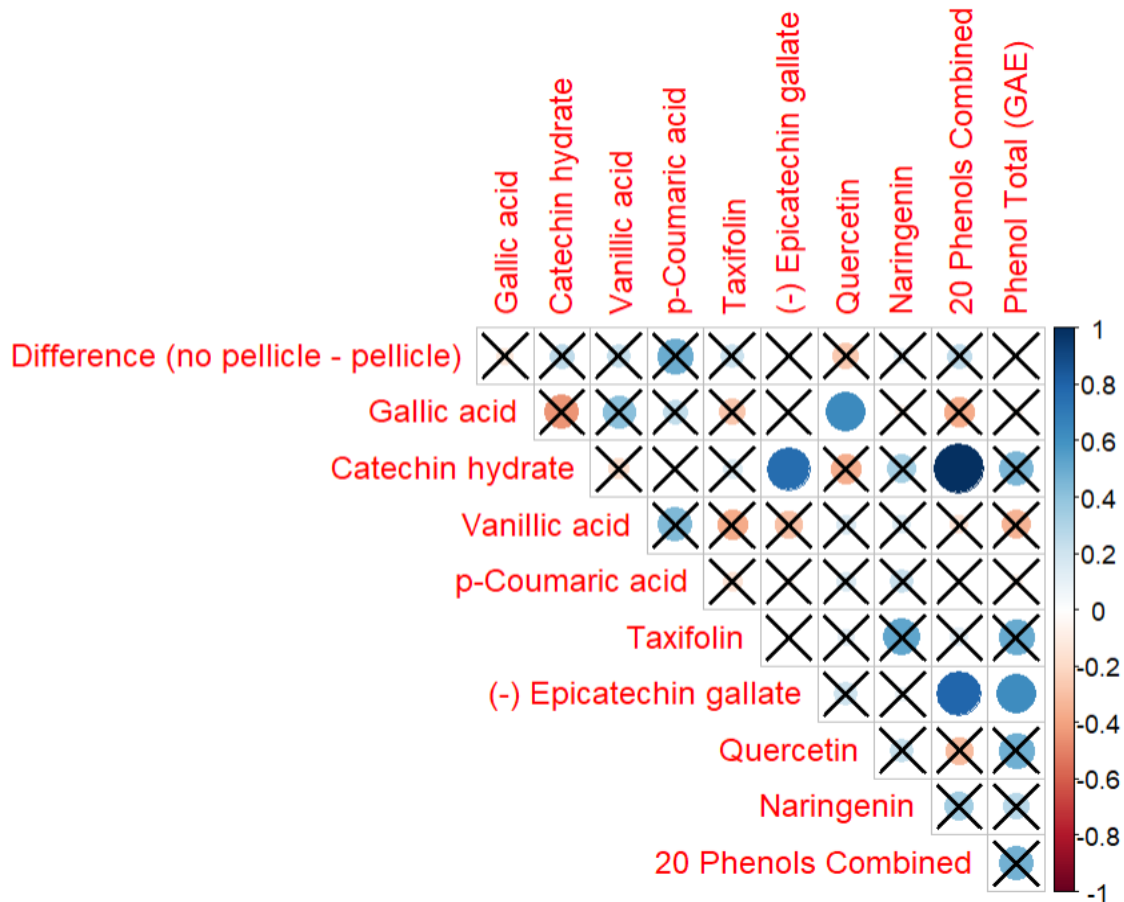 Gallic acid
Catechin hydrate
Vanillic acid
p-Coumaric acid
Taxifolin
(-) Epicatechin gallate
Quercetin
Naringenin
20 Phenols Combined
Phenol Total (GAE)
Difference (no pellicle - pellicle)
Gallic acid
Catechin hydrate
Vanillic acid
p-Coumaric acid
Taxifolin
(-) Epicatechin gallate
Quercetin
Naringenin
20 Phenols Combined
1
0.8
0.6
0.4
0.2
0
-0.2
-0.4
-0.6
-0.8
-1